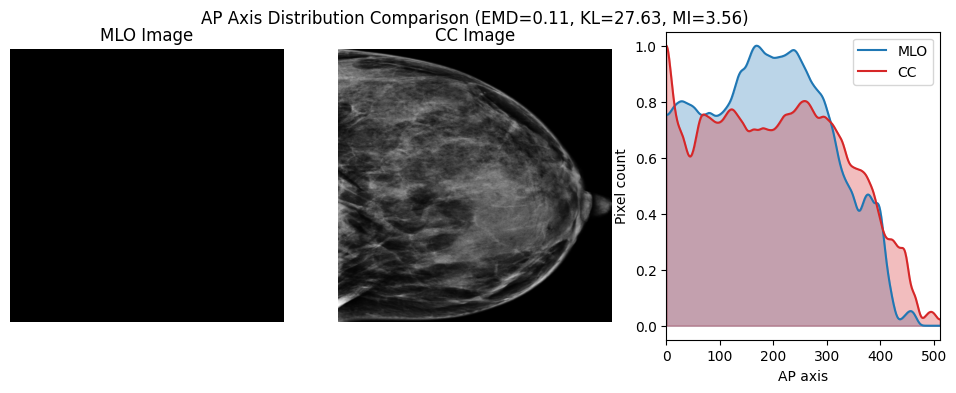 AP Axis Distribution Comparison (EMD=0.11, KL=27.63, MI=3.56)
MLO Image
CC Image
MLO
CC
Pixel count
1.0
0.8
0.6
0.4
0.2
0.0
0 100 200 300 400 500
AP axis